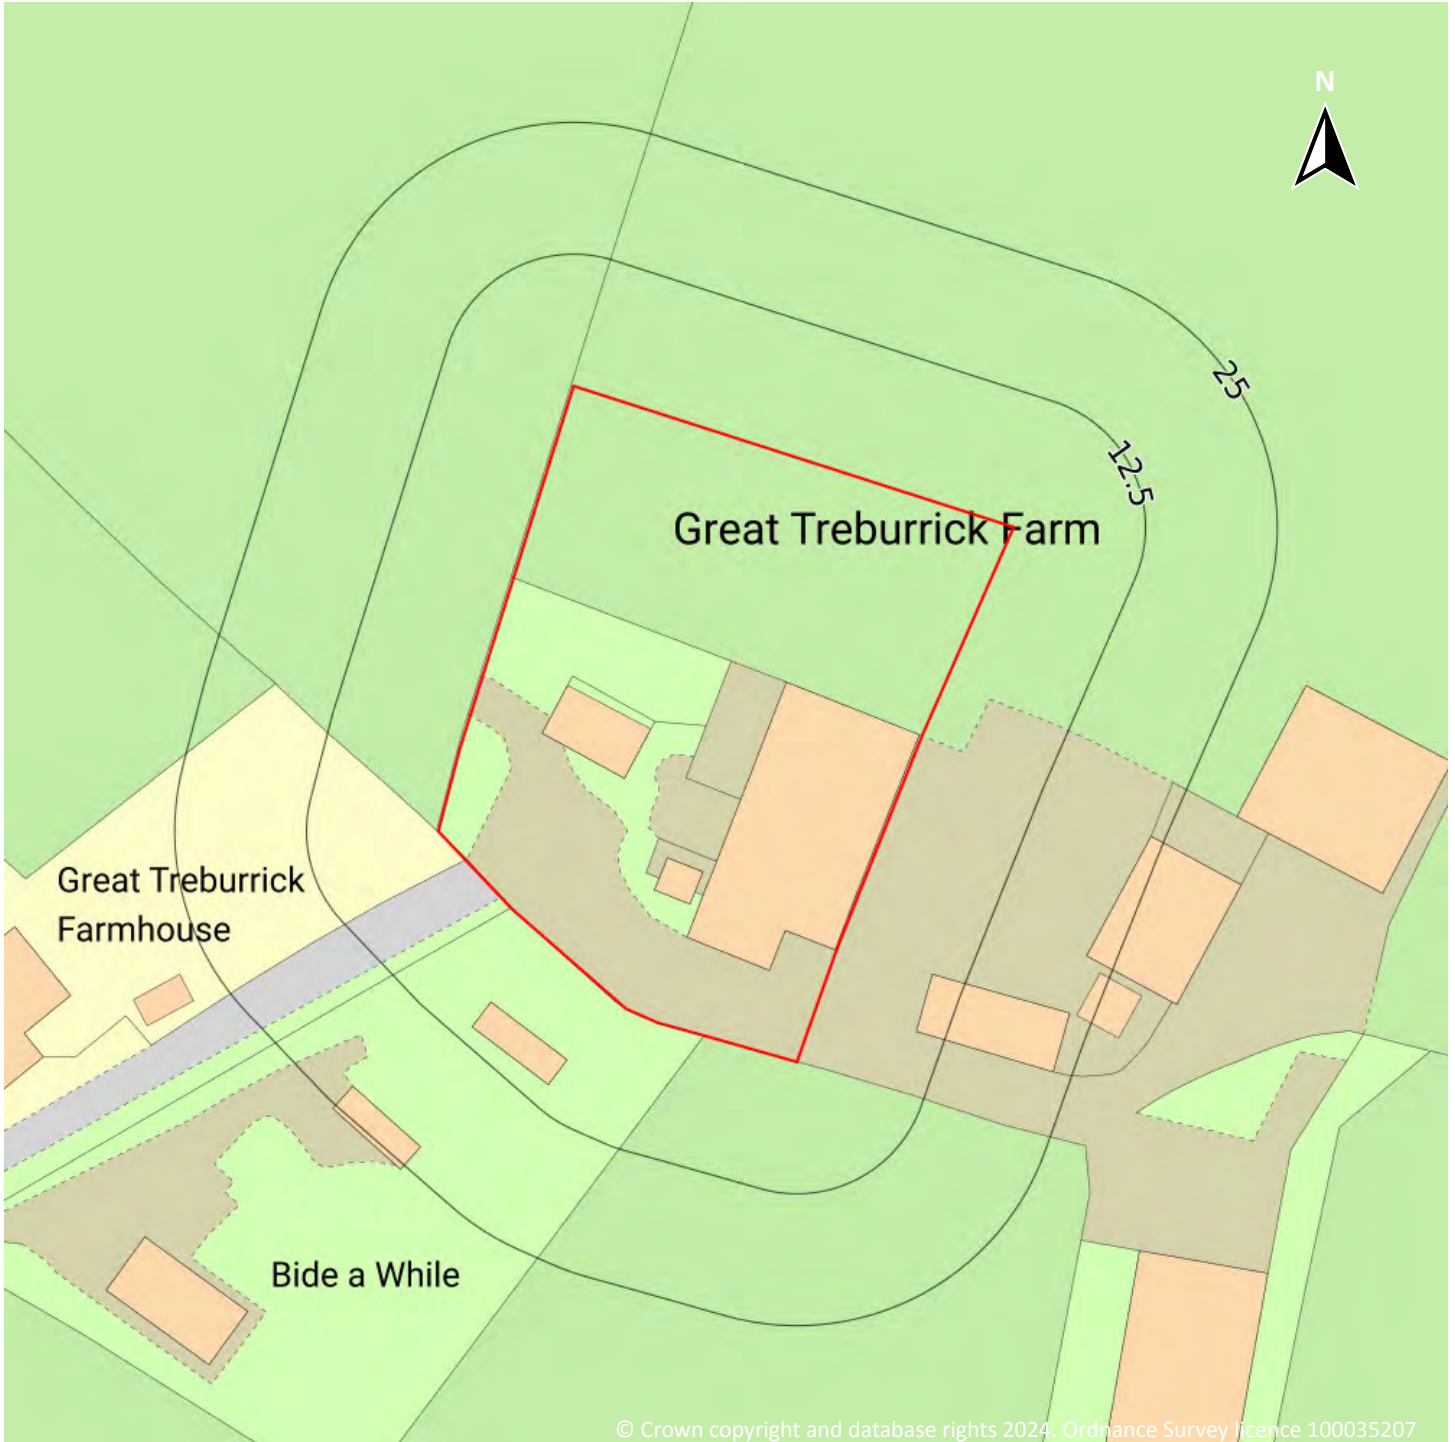 N
25
12.5
Great Treburrick Farm
Great Treburrick
Farmhouse
Bide a While
© Crown copyright and database rights 2024. Ordnance Survey licence 100035207